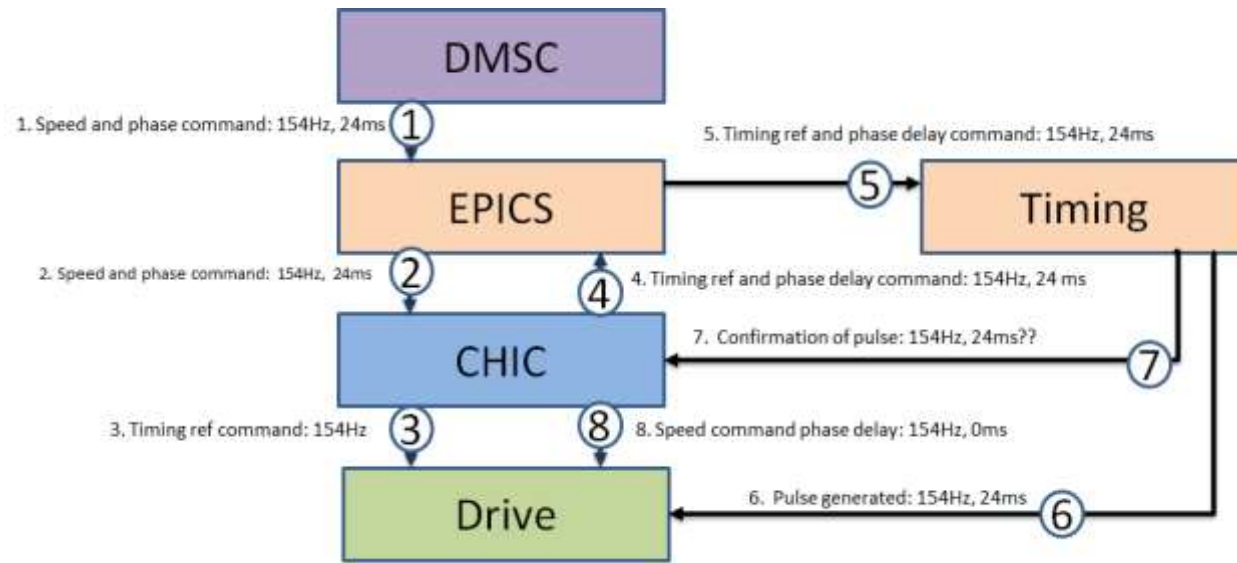 DMSC
1
1. Speed and phase command: 154Hz, 24ms
5. Timing ref and phase delay command: 154Hz, 24ms
EPICS
5
Timing
2. Speed and phase command: 154Hz, 24ms
2
4
4. Timing ref and phase delay command: 154Hz, 24 ms
7. Confirmation of pulse: 154Hz, 24ms??
CHIC
7
3. Timing ref command: 154Hz
3
8
8. Speed command phase delay: 154Hz, 0ms
6. Pulse generated: 154Hz, 24ms
Drive
6